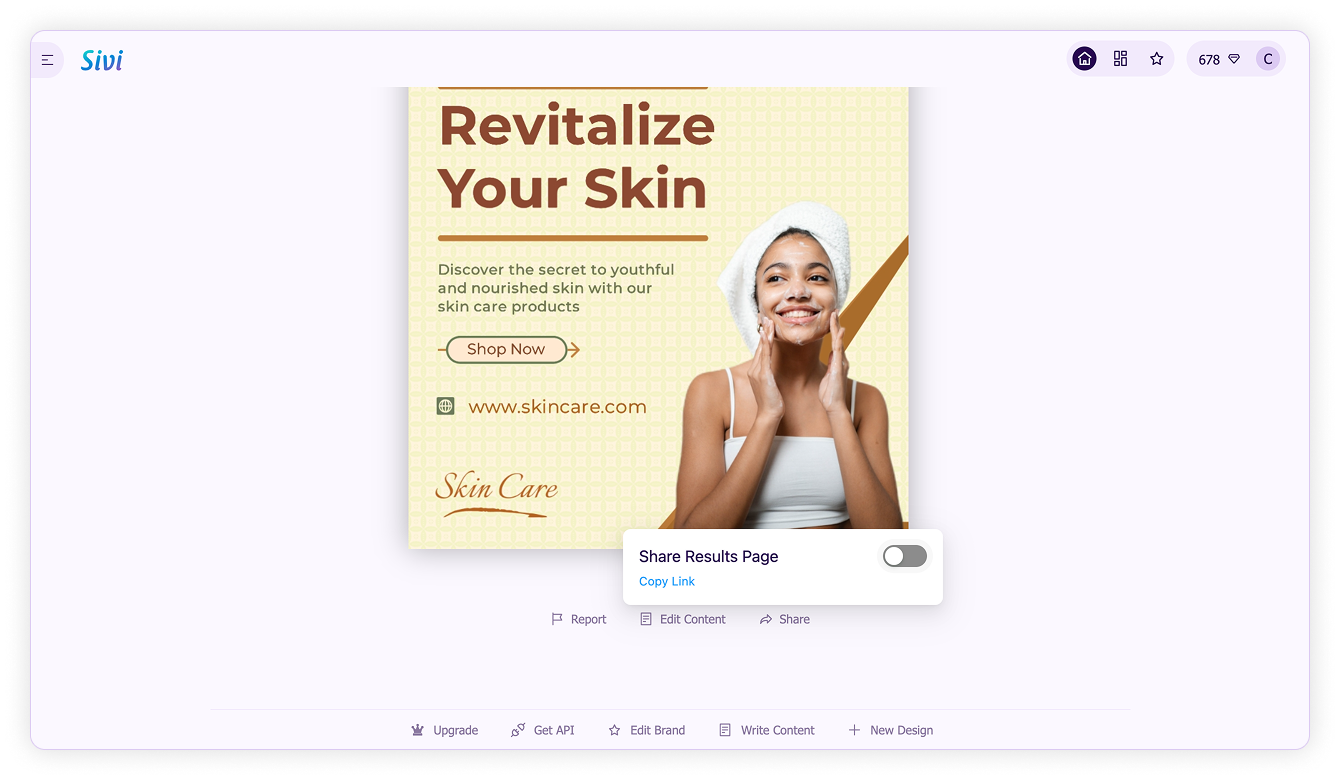 Sivi
678
C
Revitalize
Your Skin
Discover the secret to youthful
and nourished skin with our
skin care products
Shop Now
www.skincare.com
Skin Care
Share Results Page
Copy Link
Report
Edit Content
Share
Upgrade
Get API
Edit Brand
Write Content
New Design